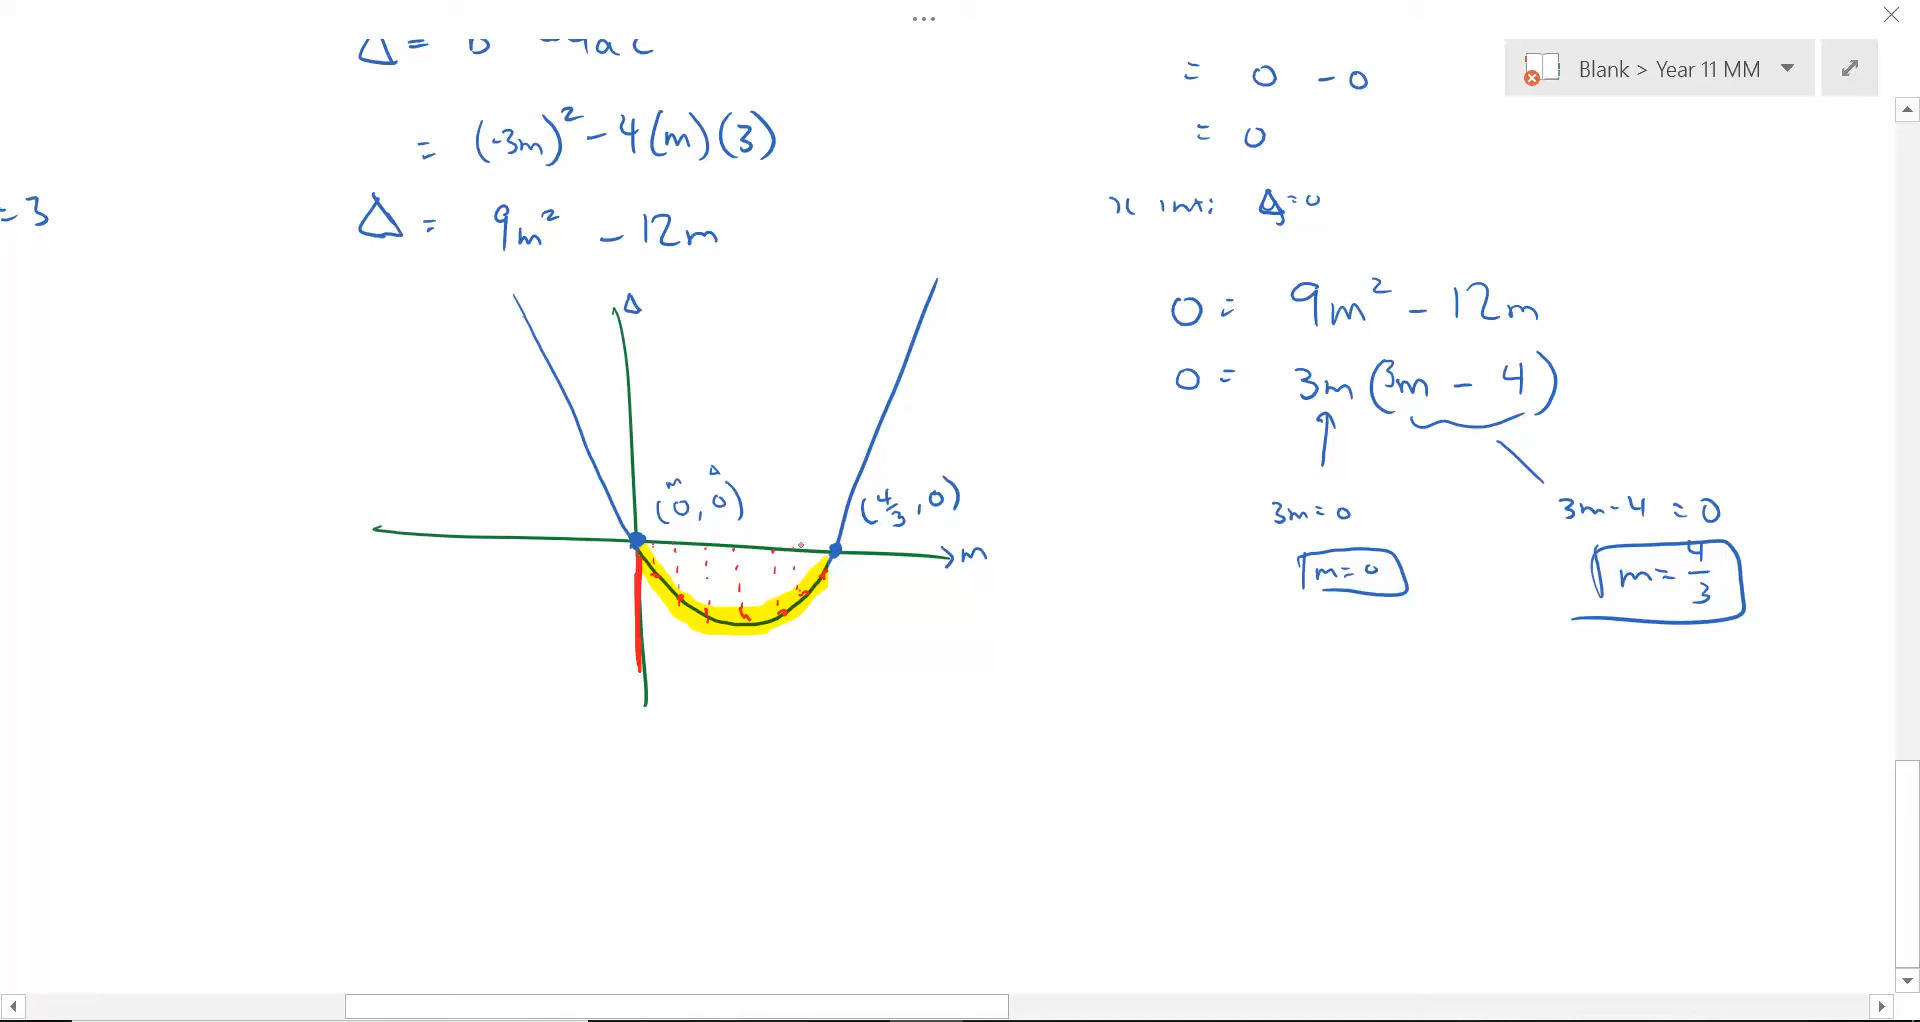 Δ = b - 4ac
= (-3m)² - 4(m)(3)
= 3
Δ = 9m² - 12m
Δ
m Δ
(0, 0)
(4/3, 0)
m
= 0 - 0
= 0
x int: Δ=0
0 = 9m² - 12m
0 = 3m(3m - 4)
3m=0
3m-4 = 0
m=0
m= 4/3
Blank > Year 11 MM